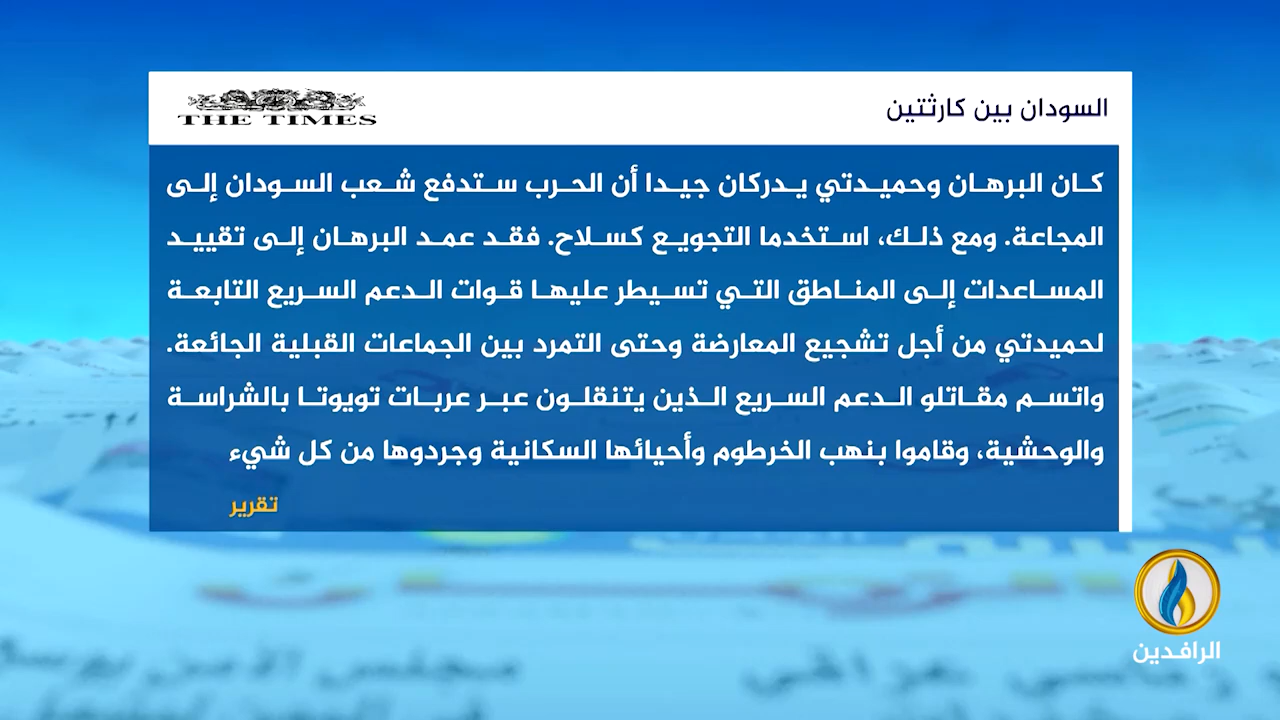 THE TIMES
السودان بين كارثتين
كان البرهان وحميدتي يدركان جيدا أن الحرب ستدفع شعب السودان إلى
المجاعة. ومع ذلك، استخدما التجويع كسلاح. فقد عمد البرهان إلى تقييد
المساعدات إلى المناطق التي تسيطر عليها قوات الدعم السريع التابعة
لحميدتي من أجل تشجيع المعارضة وحتى التمرد بين الجماعات القبلية الجائعة.
واتسم مقاتلو الدعم السريع الذين يتنقلون عبر عربات تويوتا بالشراسة
والوحشية، وقاموا بنهب الخرطوم وأحيائها السكانية وجردوها من كل شيء
تقرير
الرافدين
مجلس الأمن